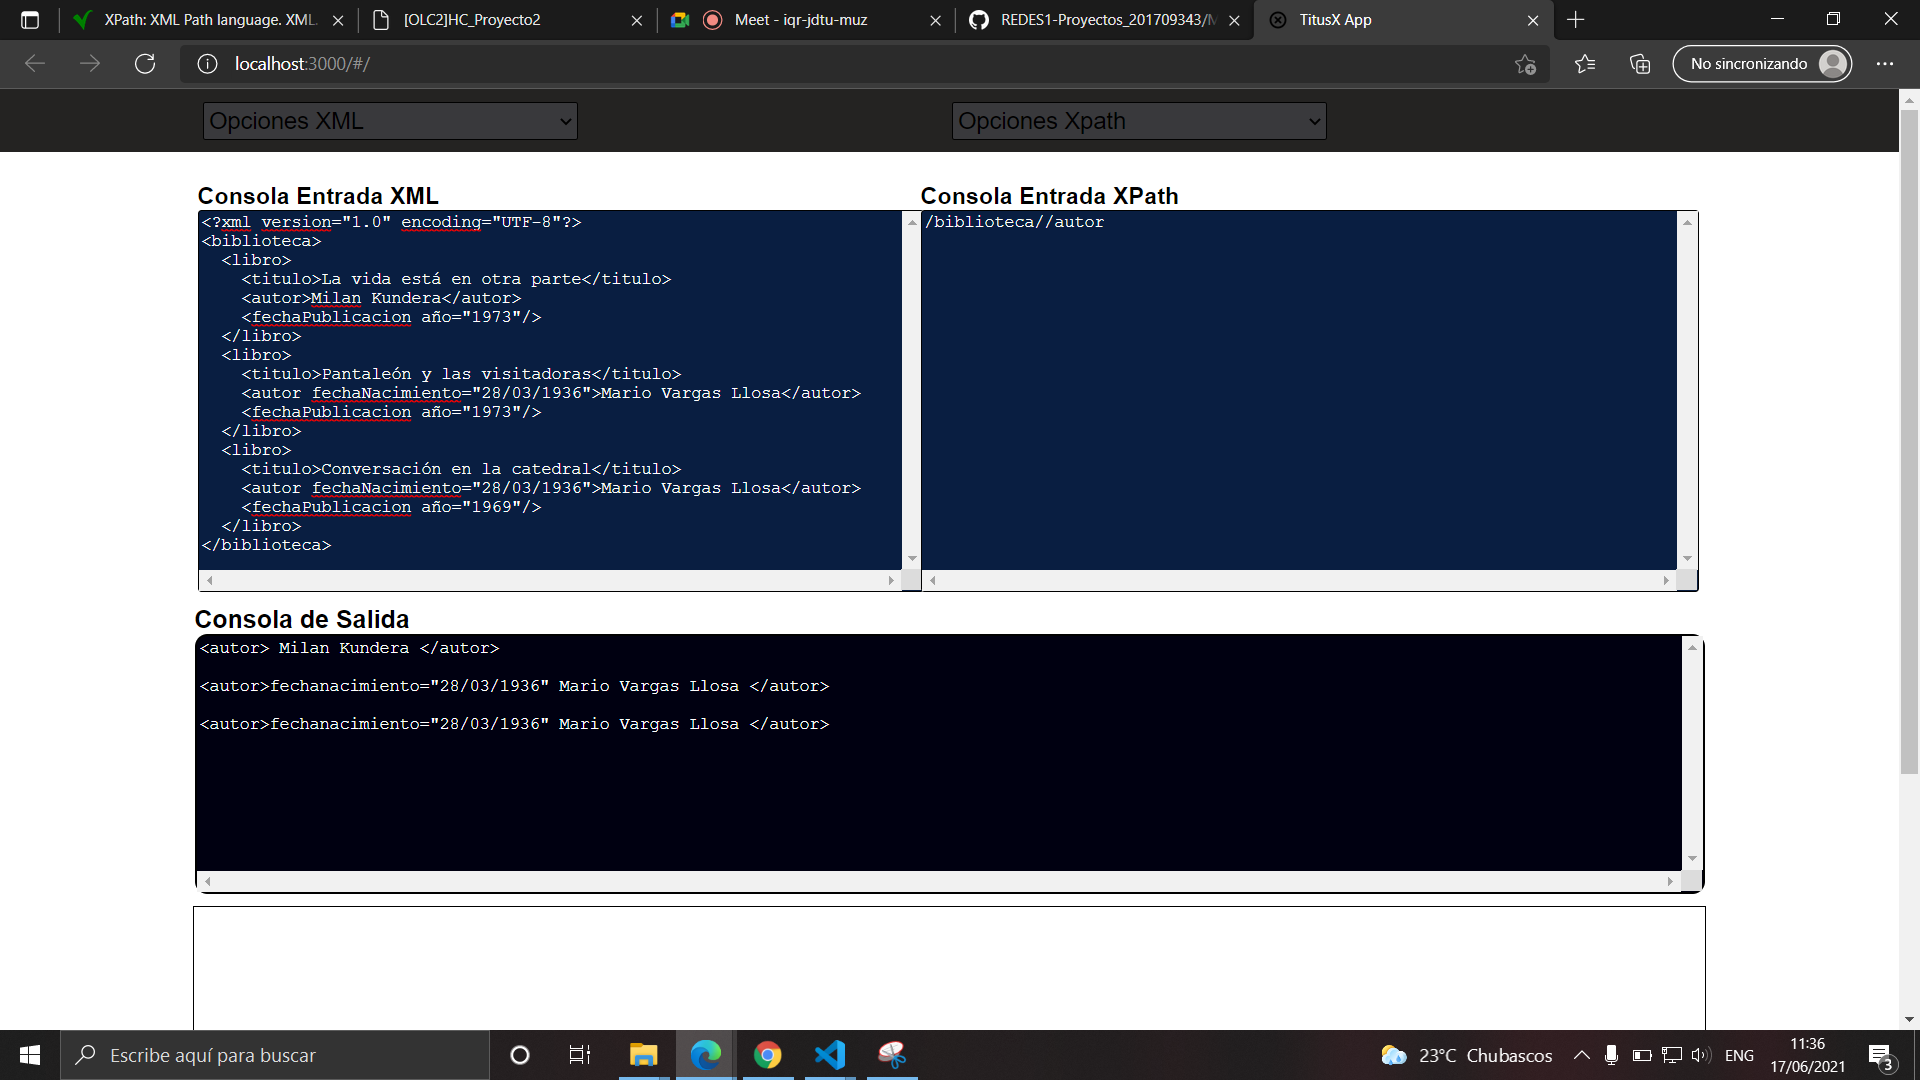 XPath: XML Path language. XML.
[OLC2]HC_Proyecto2
Meet - iqr-jdtu-muz
REDES1-Proyectos_201709343/M
TitusX App
localhost:3000/#/
No sincronizando
Opciones XML
Opciones Xpath
Consola Entrada XML
<?xml version="1.0" encoding="UTF-8"?>
<biblioteca>
  <libro>
    <titulo>La vida está en otra parte</titulo>
    <autor>Milan Kundera</autor>
    <fechaPublicacion año="1973"/>
  </libro>
  <libro>
    <titulo>Pantaleón y las visitadoras</titulo>
    <autor fechaNacimiento="28/03/1936">Mario Vargas Llosa</autor>
    <fechaPublicacion año="1973"/>
  </libro>
  <libro>
    <titulo>Conversación en la catedral</titulo>
    <autor fechaNacimiento="28/03/1936">Mario Vargas Llosa</autor>
    <fechaPublicacion año="1969"/>
  </libro>
</biblioteca>
Consola Entrada XPath
/biblioteca//autor
Consola de Salida
<autor> Milan Kundera </autor>
<autor>fechanacimiento="28/03/1936" Mario Vargas Llosa </autor>
<autor>fechanacimiento="28/03/1936" Mario Vargas Llosa </autor>
Escribe aquí para buscar
23°C Chubascos
ENG
11:36
17/06/2021
3